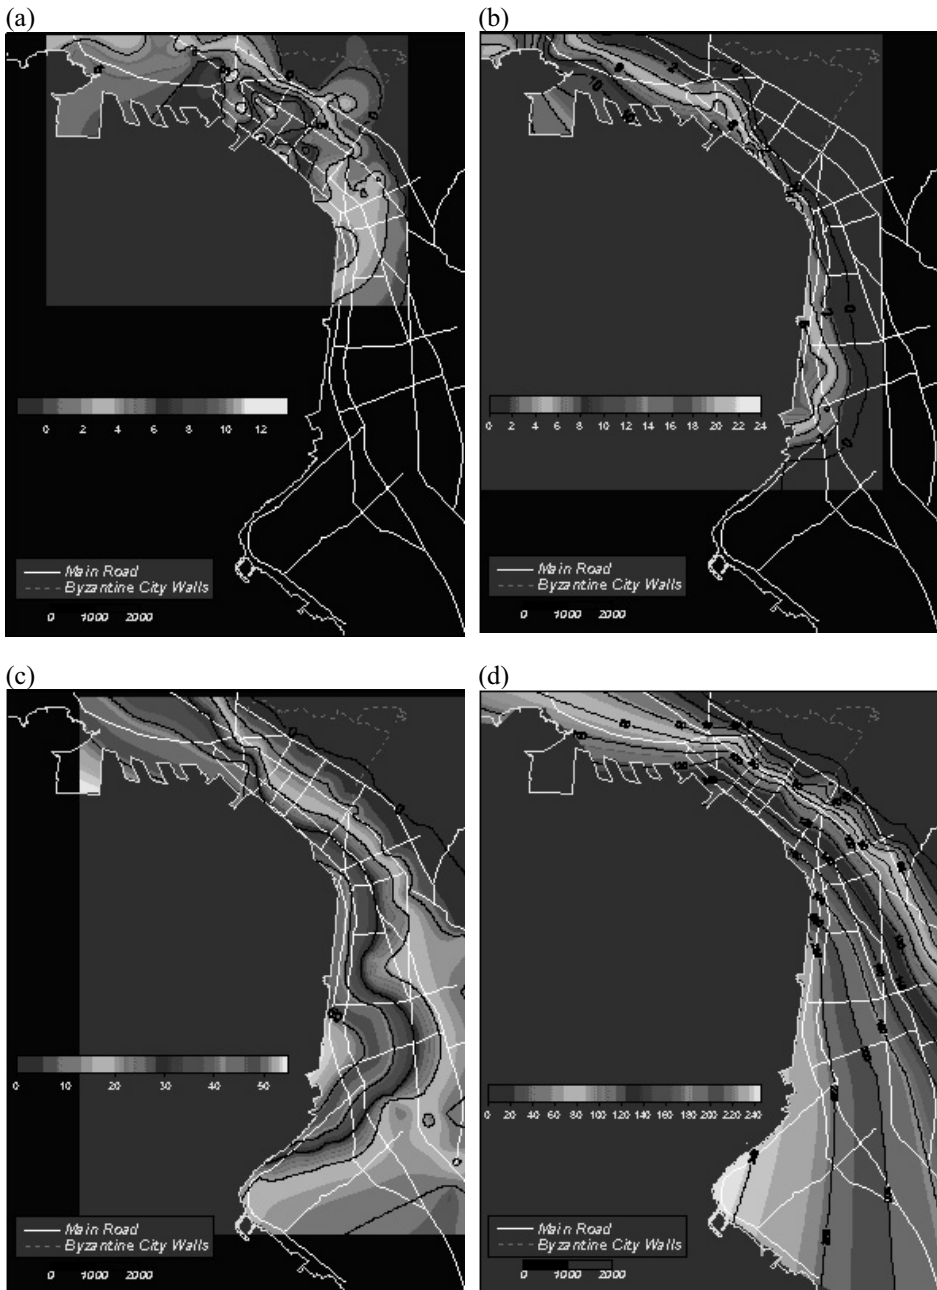 (a)
0 2 4 6 8 10 12
Main Road
Byzantine City Walls
0 1000 2000
(b)
0 2 4 6 8 10 12 14 16 18 20 22 24
Main Road
Byzantine City Walls
0 1000 2000
(c)
0 10 20 30 40 50
Main Road
Byzantine City Walls
0 1000 2000
(d)
0 20 40 60 80 100 120 140 160 180 200 220 240
Main Road
Byzantine City Walls
0 1000 2000